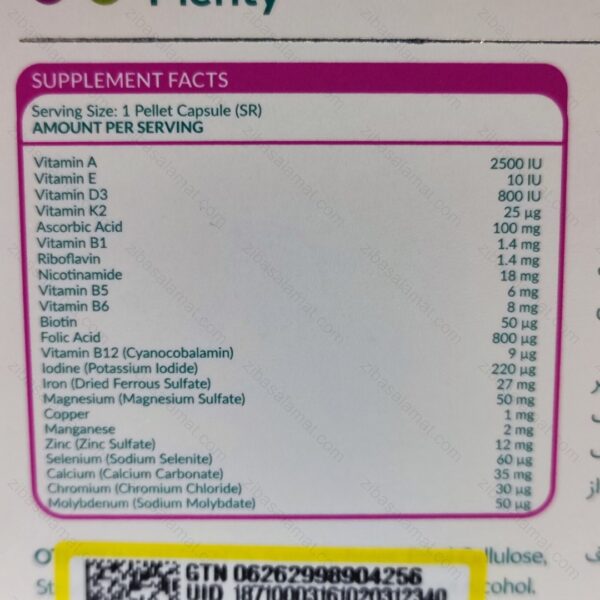 Plenty
SUPPLEMENT FACTS
Serving Size: 1 Pellet Capsule (SR)
AMOUNT PER SERVING
Vitamin A 2500 IU
Vitamin E 10 IU
Vitamin D3 800 IU
Vitamin K2 25 µg
Ascorbic Acid 100 mg
Vitamin B1 1.4 mg
Riboflavin 1.4 mg
Nicotinamide 18 mg
Vitamin B5 6 mg
Vitamin B6 8 mg
Biotin 50 µg
Folic Acid 800 µg
Vitamin B12 (Cyanocobalamin) 9 µg
Iodine (Potassium Iodide) 220 µg
Iron (Dried Ferrous Sulfate) 27 mg
Magnesium (Magnesium Sulfate) 50 mg
Copper 1 mg
Manganese 2 mg
Zinc (Zinc Sulfate) 12 mg
Selenium (Sodium Selenite) 60 µg
Calcium (Calcium Carbonate) 35 mg
Chromium (Chromium Chloride) 30 µg
Molybdenum (Sodium Molybdate) 50 µg
GTN 06262998904256
UID 18710003161020312340
zibasalamat.com